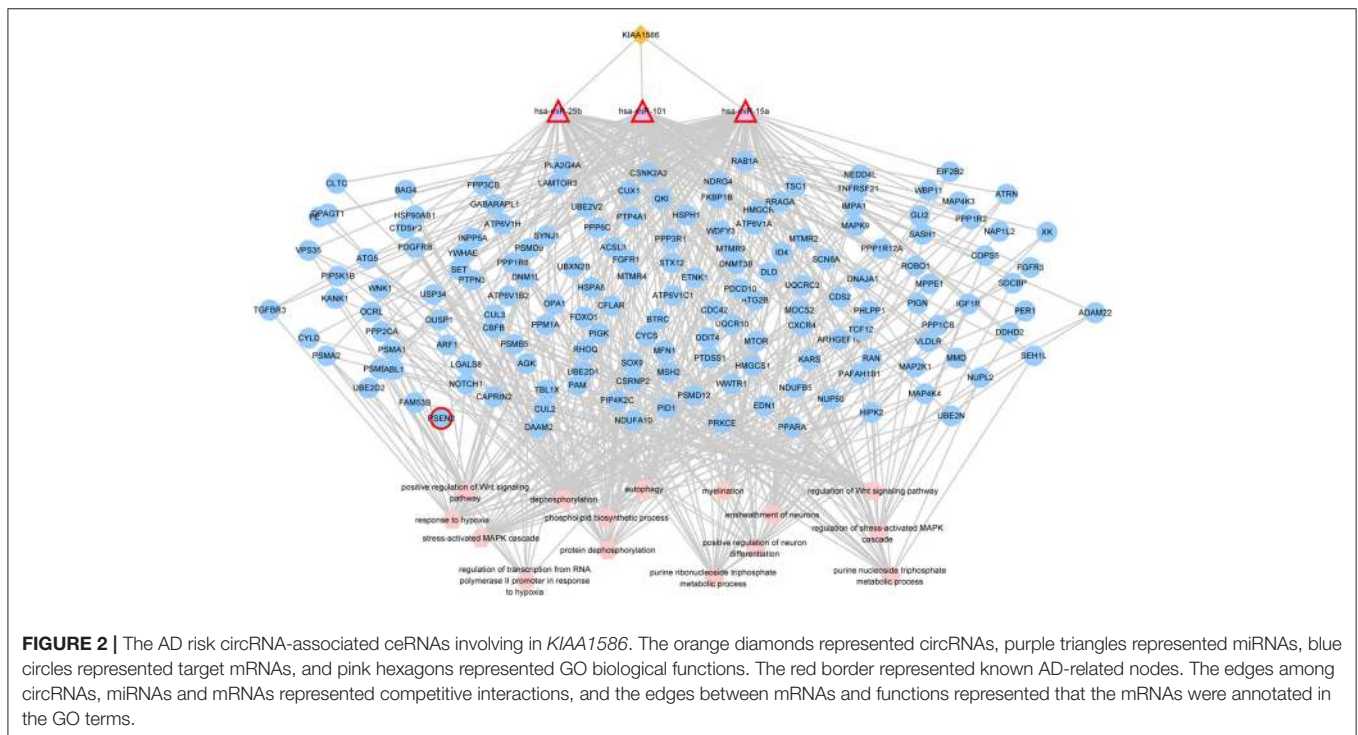 KIAA1586
hsa-miR-29b hsa-miR-101 hsa-miR-15a
PLA2G4A RAB1A
CSNK2A2 NEDD4L EIF2B2
CLTC BAG4 PPP3CB LAMTOR3 NDRG4 TSC1 TNFRSF21 WBP11 ATRN
CUX1 QKI FKBP1B RRAGA IMPA1 MAP4K3
GABARAPL1 UBE2V2 PTP4A1 HSPH1 HMGCR
DPAGT1 HSP90AB1 ATP6V1H PPP6C ATP6V1A MAPK9 GLI2 PPP1R2
CTDSP2 SYNJ1 WDFY3 SASH1 NAP1L2 XK
VPS35 PDGFRB INPP5A PSMD9 ACSL3 PPP3R1 MTMR9 MTMR2 PPP1R12A
ATG5 YWHAE PPP1R8 UBXN2B FGFR1 STX12 DNMT3B ID4 SCN8A ROBO1 COPS5 FGFR3
PIP5K1B SET PTPN3 DNM1L HSPA8 MTMR4 ETNK1 DLD DNAJA1 MPPE1 SDCBP
KANK1 WNK1 USP34 ATP6V1B2 ATP6V1C1 PDCD10 UQCRC2 CDS2 PIGN IGF1R
TGFBR3 OCRL CUL3 OPA1 CFLAR ATG2B MOCS2 PHLPP1 PER1 ADAM22
DUSP1 CBFB PPM1A FOXO1 BTRC CDC42 UQCR10 CXCR4 TCF12 PPP1CB
CYLD PPP2CA PIGK CYCS DDIT4 MTOR VLDLR DDHD2
PSMA2 PSMA1 ARF1 PSMB5 RHOQ MFN1 PTDSS1 KARS RAN MMD SEH1L
ABL1 LGALS8 AGK UBE2D1 SOX9 MSH2 HMGCS1 PAFAH1B1 MAP2K1 NUPL2
UBE2D2 NOTCH1 TBL1X PAM CSRNP2 WWTR1 NDUFB5
FAM53B CAPRIN2 PIP4K2C PSMD12 NUP50 MAP4K4
PSEN2 CUL2 PID1 EDN1 HIPK2 UBE2N
DAAM2 NDUFA10 PRKCE PPARA
positive regulation of Wnt signaling
pathway
dephosphorylation
autophagy
myelination
regulation of Wnt signaling pathway
response to hypoxia
phospholipid biosynthetic process
ensheathment of neurons
stress-activated MAPK cascade
regulation of stress-activated MAPK
cascade
protein dephosphorylation
positive regulation of neuron
differentiation
regulation of transcription from RNA
polymerase II promoter in response
to hypoxia
purine ribonucleoside triphosphate
metabolic process
purine nucleoside triphosphate
metabolic process
FIGURE 2 | The AD risk circRNA-associated ceRNAs involving in KIAA1586. The orange diamonds represented circRNAs, purple triangles represented miRNAs, blue
circles represented target mRNAs, and pink hexagons represented GO biological functions. The red border represented known AD-related nodes. The edges among
circRNAs, miRNAs and mRNAs represented competitive interactions, and the edges between mRNAs and functions represented that the mRNAs were annotated in
the GO terms.